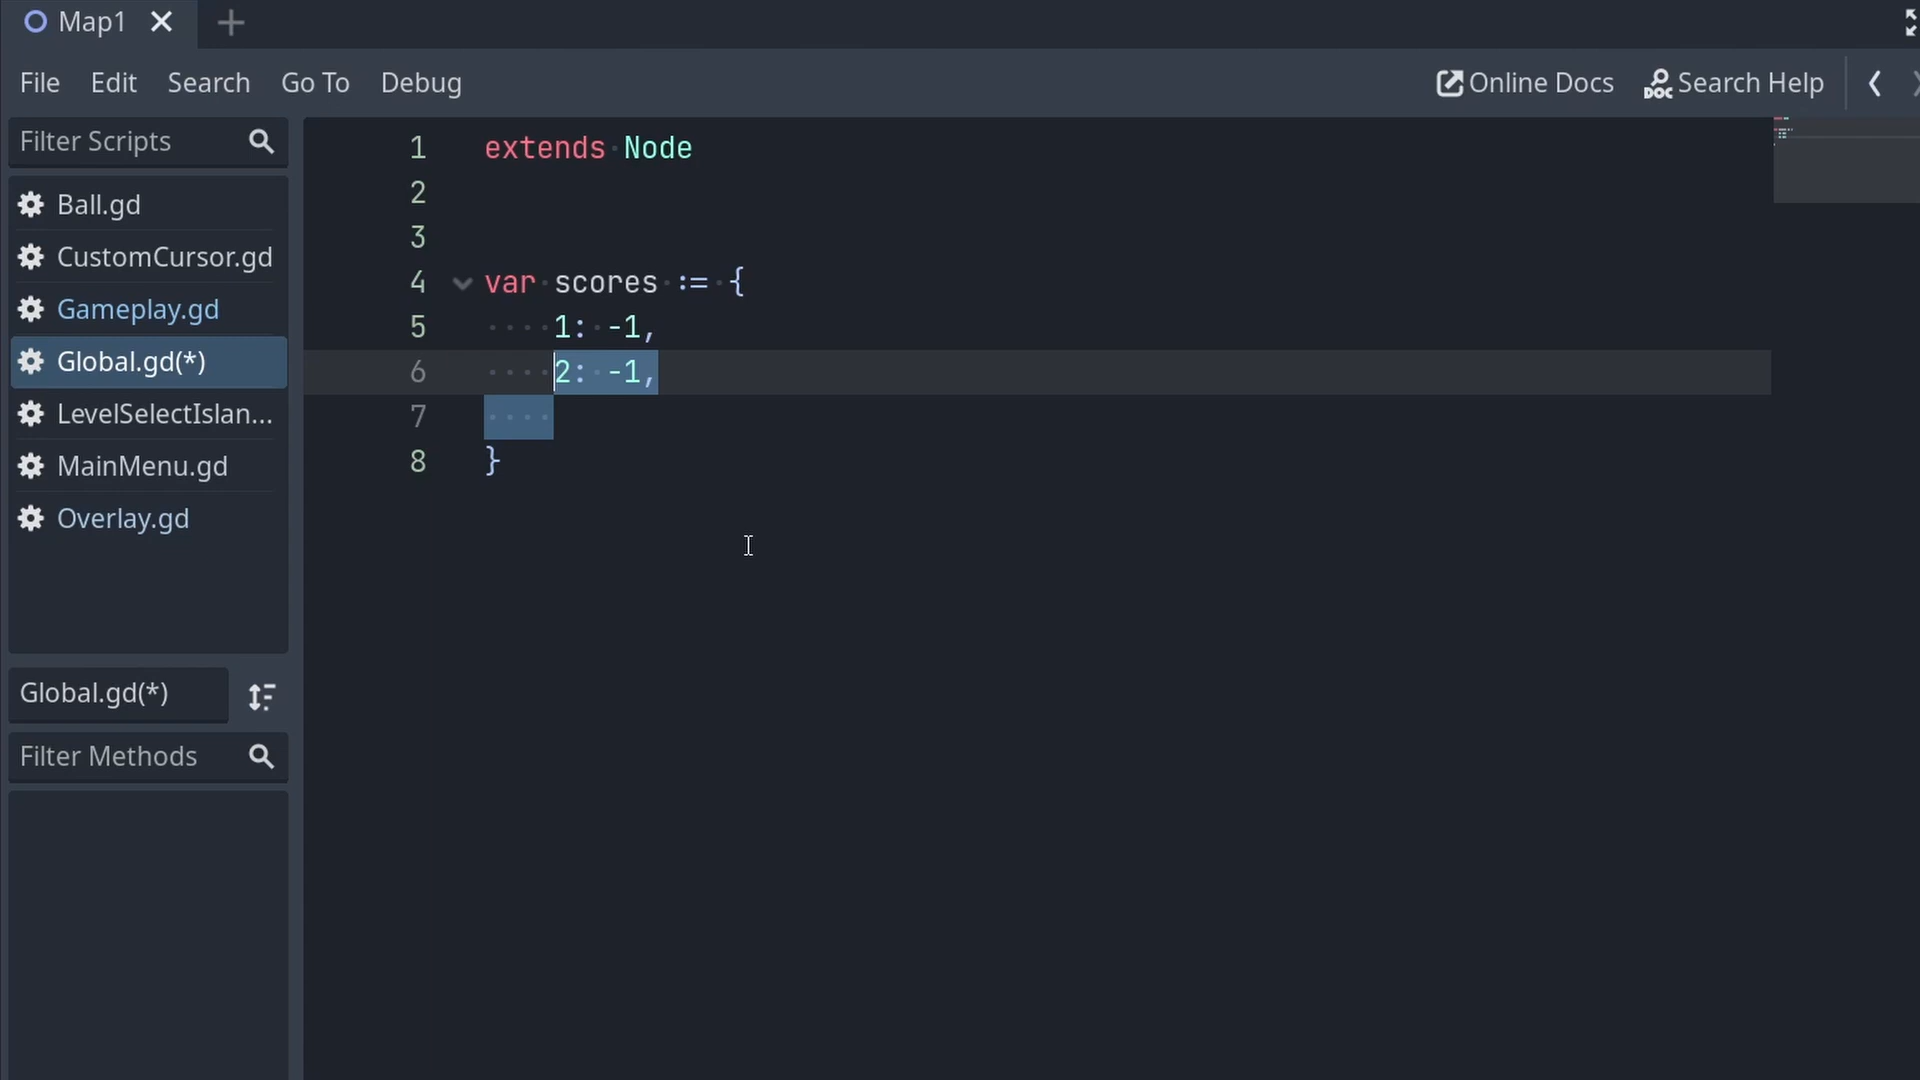 Map1
File Edit Search Go To Debug Online Docs Search Help
Filter Scripts
Ball.gd
CustomCursor.gd
Gameplay.gd
Global.gd(*)
LevelSelectIslan...
MainMenu.gd
Overlay.gd
Global.gd(*)
Filter Methods
1 extends Node
2
3
4 var scores := {
5 1: -1,
6 2: -1,
7
8 }